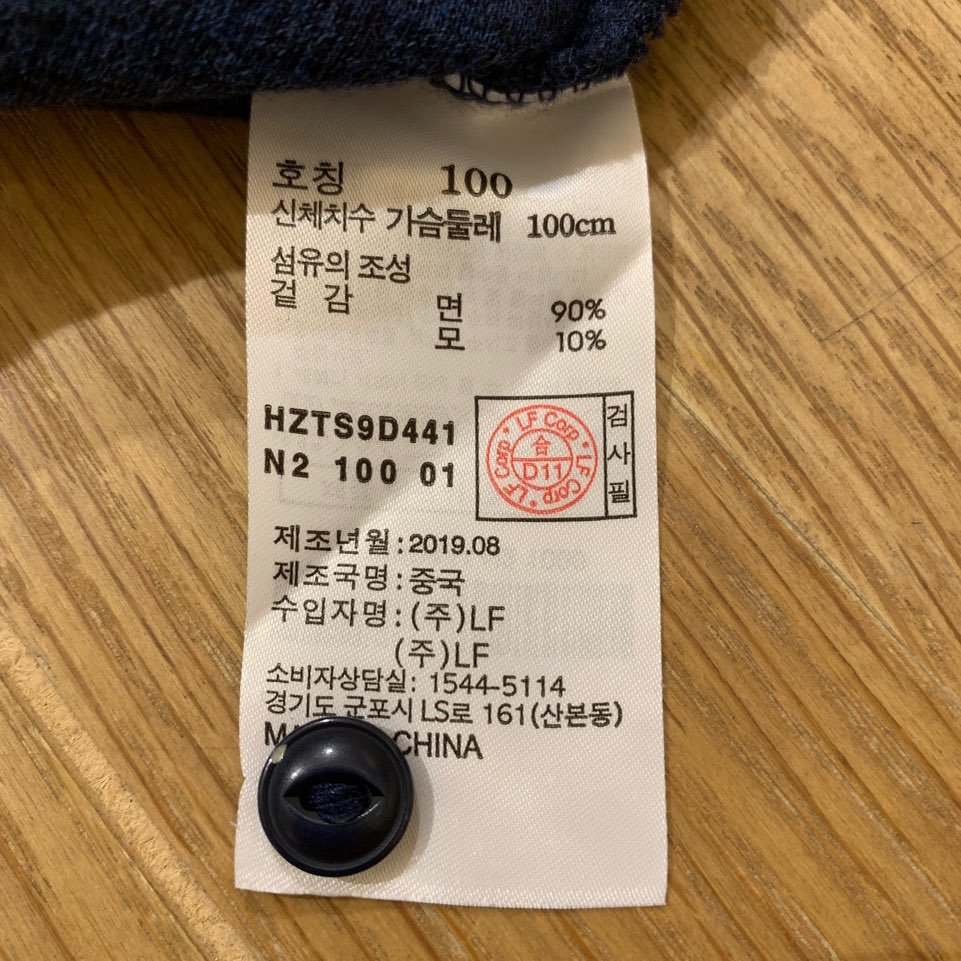 호칭 100
신체치수 가슴둘레 100cm
섬유의 조성
겉 감 면 90%
모 10%
HZTS9D441
N2 100 01
LF Corp • LF Corp • LF Corp •
合
D11
검사필
제조년월 : 2019.08
제조국명 : 중국
수입자명 : (주)LF
(주)LF
소비자상담실: 1544-5114
경기도 군포시 LS로 161(산본동)
CHINA